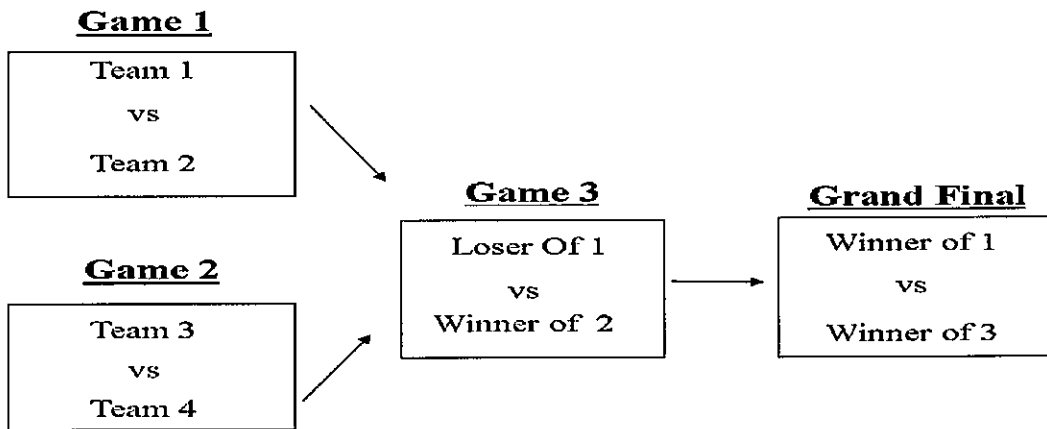 Game 1
Team 1
vs
Team 2
Game 2
Team 3
vs
Team 4
Game 3
Loser Of 1
vs
Winner of 2
Grand Final
Winner of 1
vs
Winner of 3